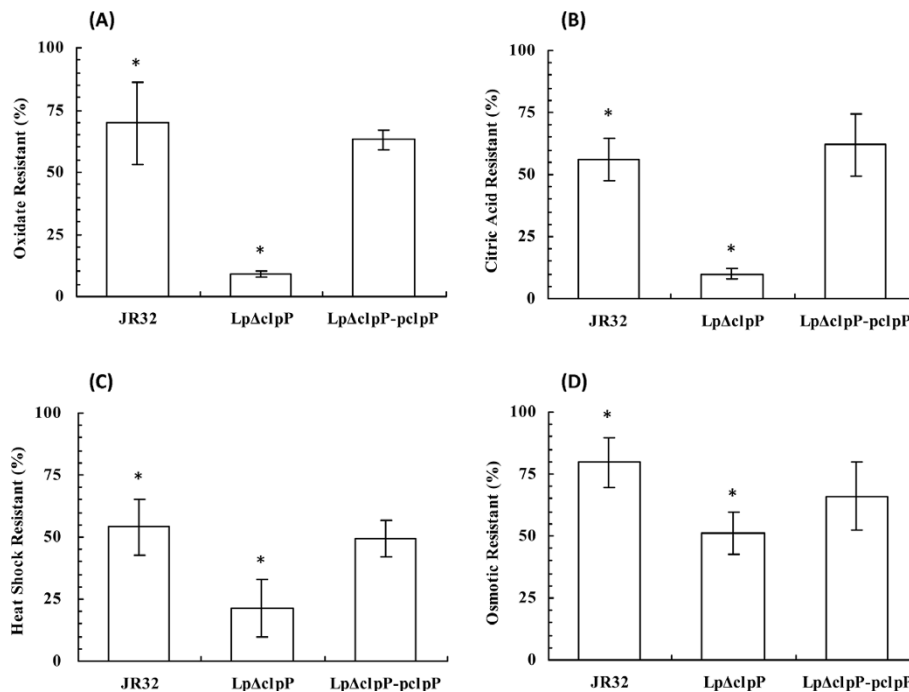 (A)
100
75
50
25
0
Oxidate Resistant (%)
*
*
JR32
LpΔclpP
LpΔclpP-pclpP
(B)
100
75
50
25
0
Citric Acid Resistant (%)
*
*
JR32
LpΔclpP
LpΔclpP-pclpP
(C)
100
75
50
25
0
Heat Shock Resistant (%)
*
*
JR32
LpΔclpP
LpΔclpP-pclpP
(D)
100
75
50
25
0
Osmotic Resistant (%)
*
*
JR32
LpΔclpP
LpΔclpP-pclpP